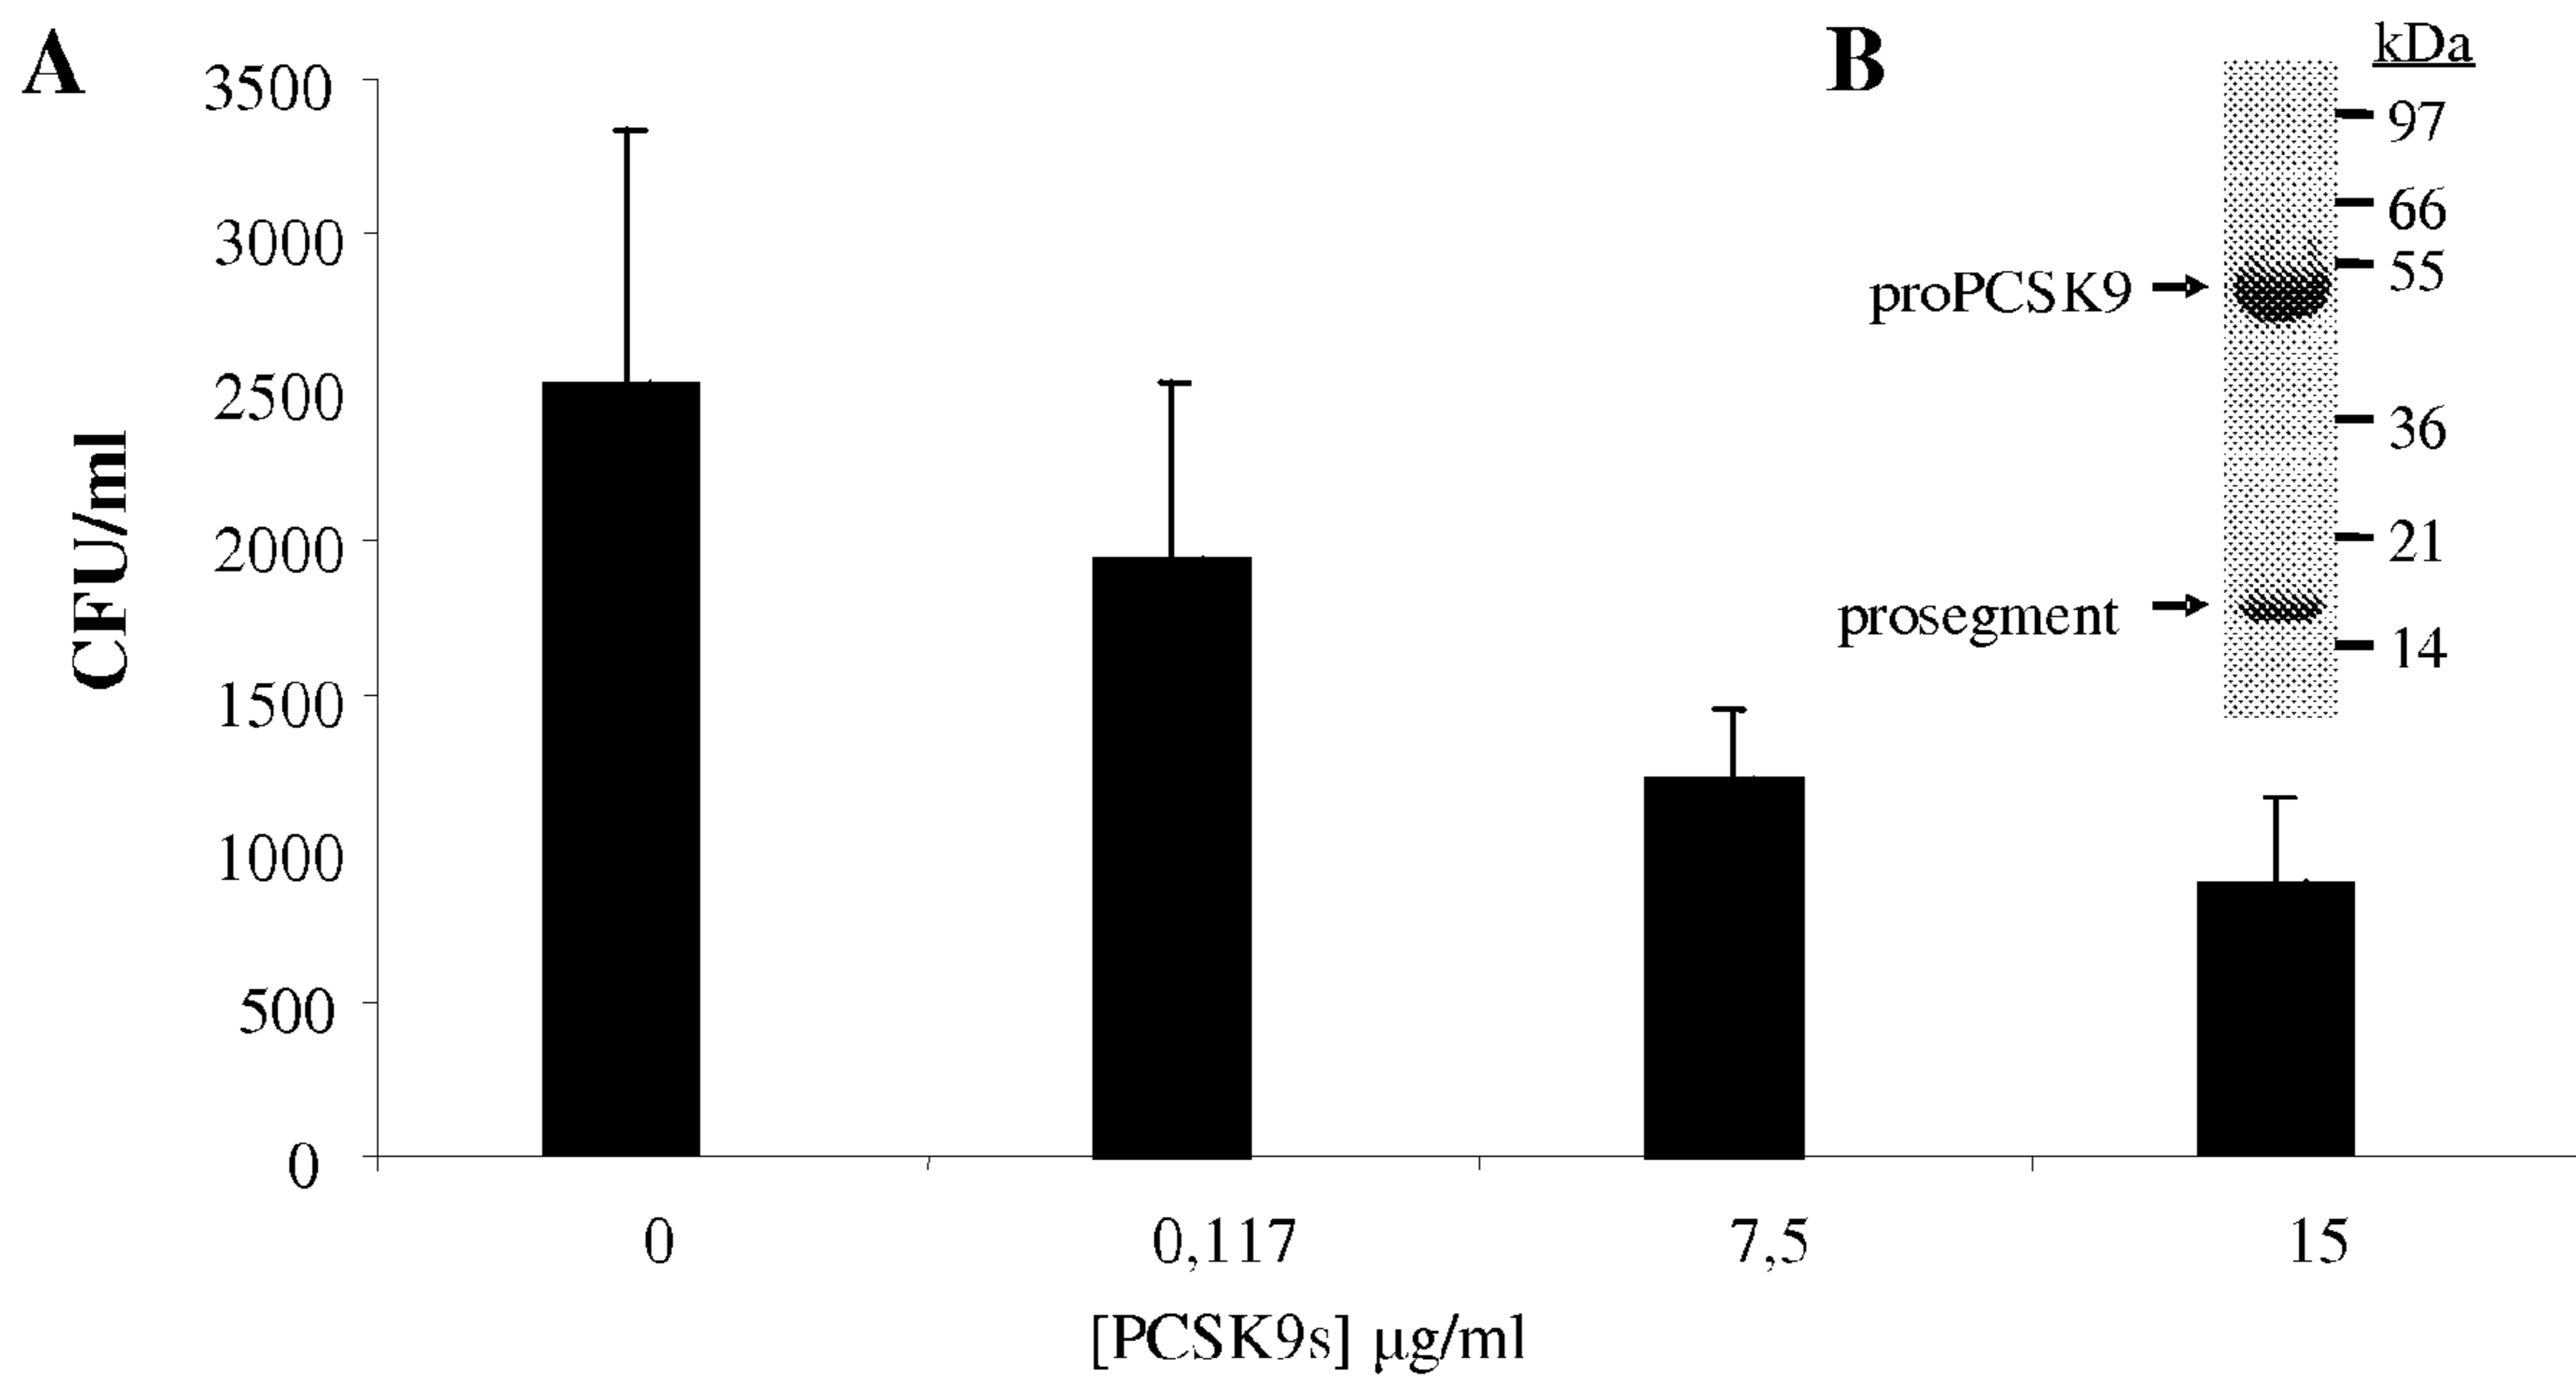 A
3500
3000
2500
2000
1500
1000
500
0
CFU/ml
0
0,117
7,5
15
[PCSK9s] µg/ml
B
kDa
97
66
55
36
21
14
proPCSK9
prosegment